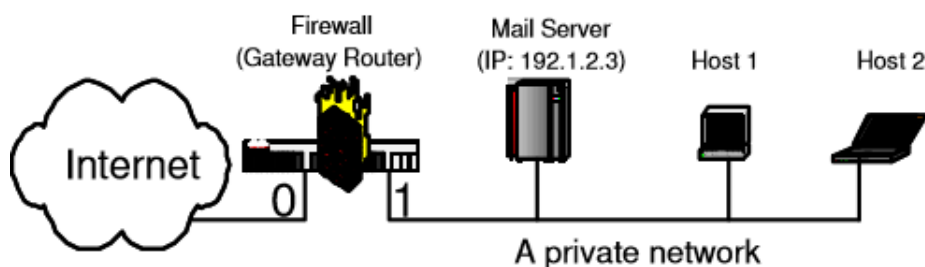 Firewall
(Gateway Router)
Mail Server
(IP: 192.1.2.3)
Host 1
Host 2
Internet
0
1
A private network